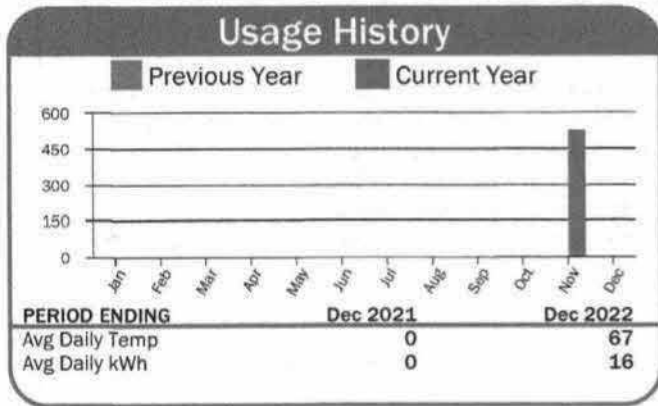 Usage History
Previous Year Current Year
600
450
300
150
0
Jan Feb Mar Apr May Jun Jul Aug Sep Oct Nov Dec
PERIOD ENDING Dec 2021 Dec 2022
Avg Daily Temp 0 67
Avg Daily kWh 0 16